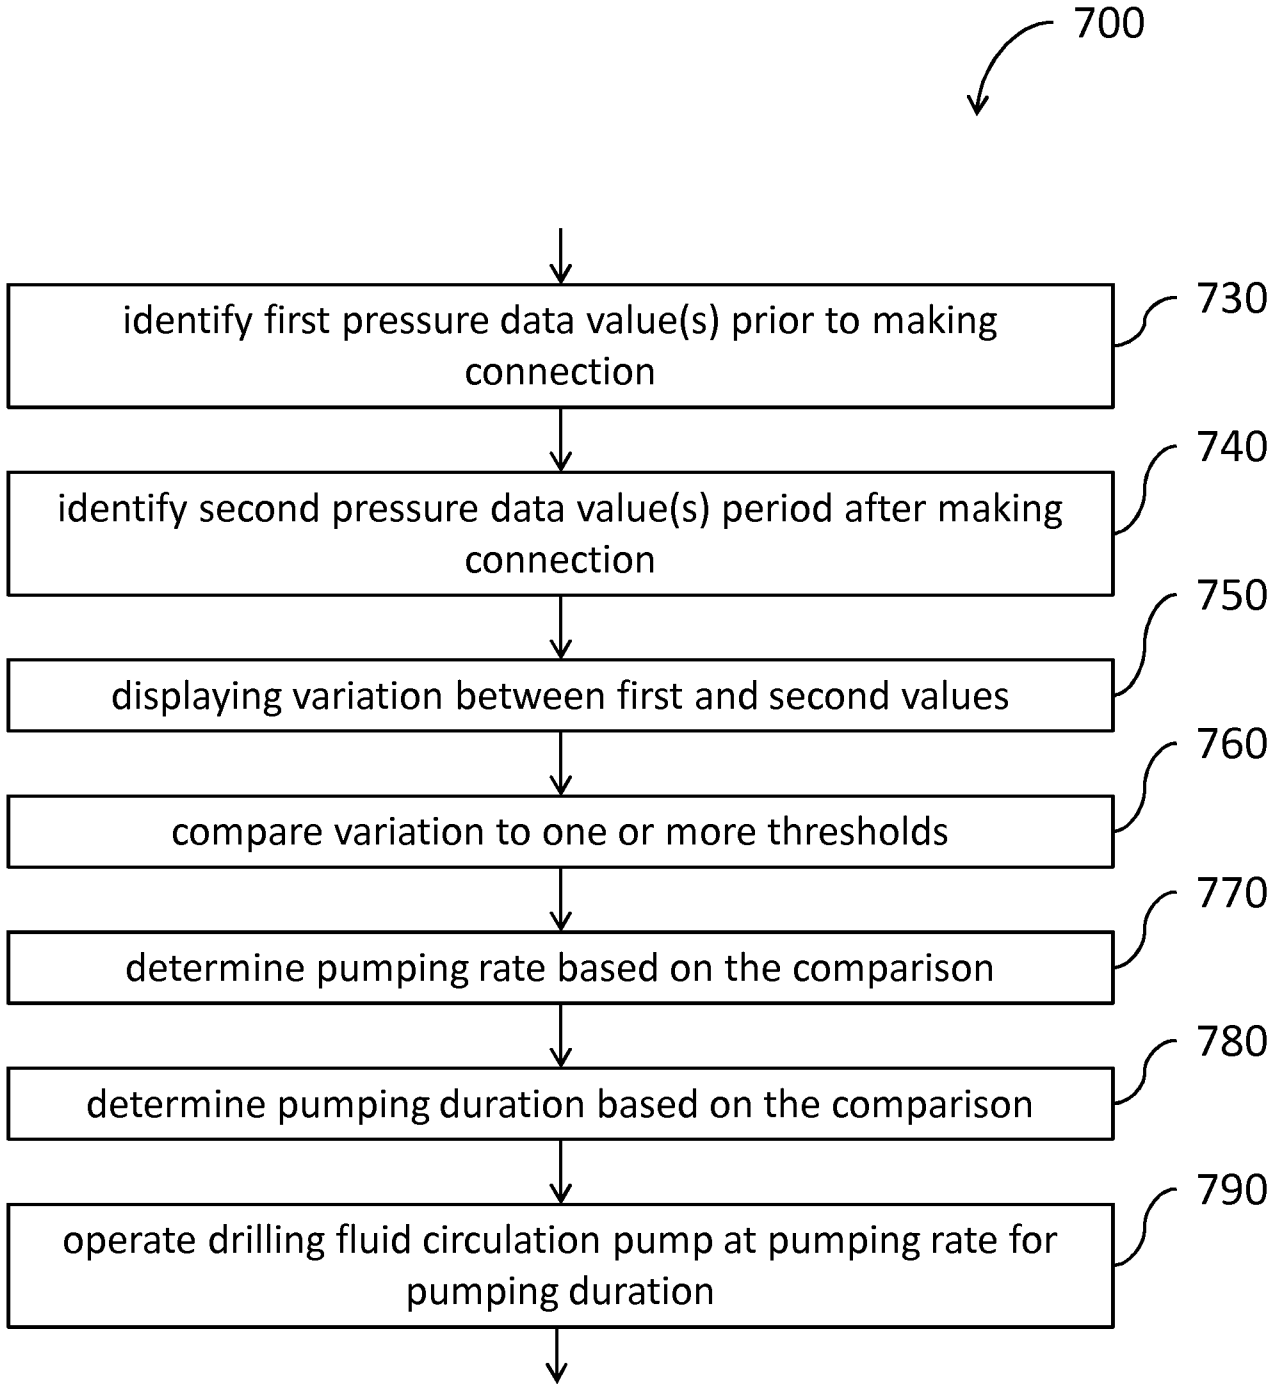 700
identify first pressure data value(s) prior to making
connection
730
identify second pressure data value(s) period after making
connection
740
displaying variation between first and second values
750
compare variation to one or more thresholds
760
determine pumping rate based on the comparison
770
determine pumping duration based on the comparison
780
operate drilling fluid circulation pump at pumping rate for
pumping duration
790